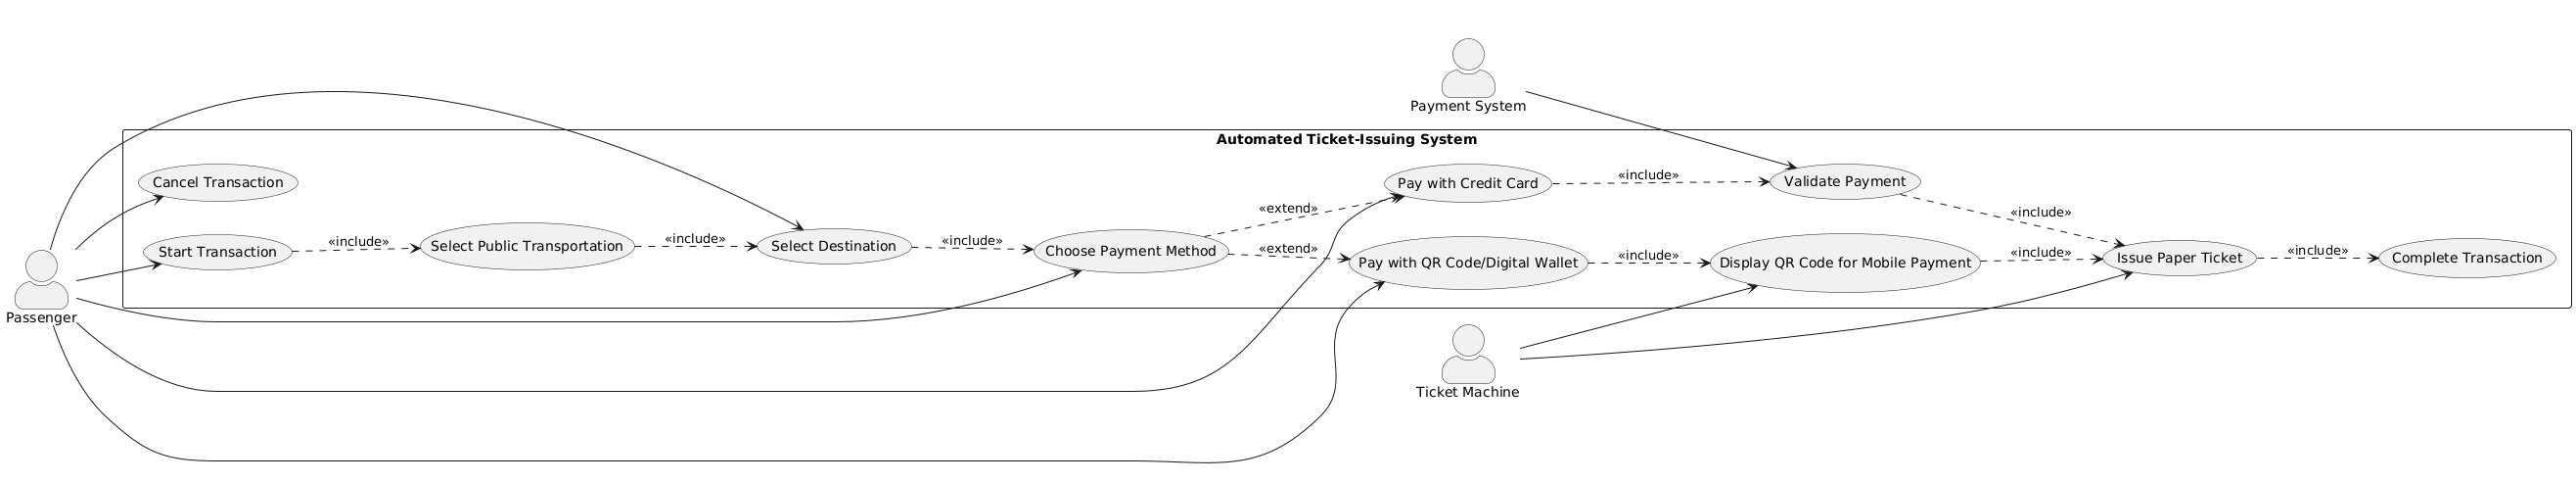 Payment System
Automated Ticket-Issuing System
Cancel Transaction
Pay with Credit Card
«include»
Validate Payment
«extend»
«include»
Start Transaction
«include»
Select Public Transportation
«include»
Select Destination
«include»
Choose Payment Method
«extend»
Pay with QR Code/Digital Wallet
«include»
Display QR Code for Mobile Payment
«include»
Issue Paper Ticket
«include»
Complete Transaction
Passenger
Ticket Machine